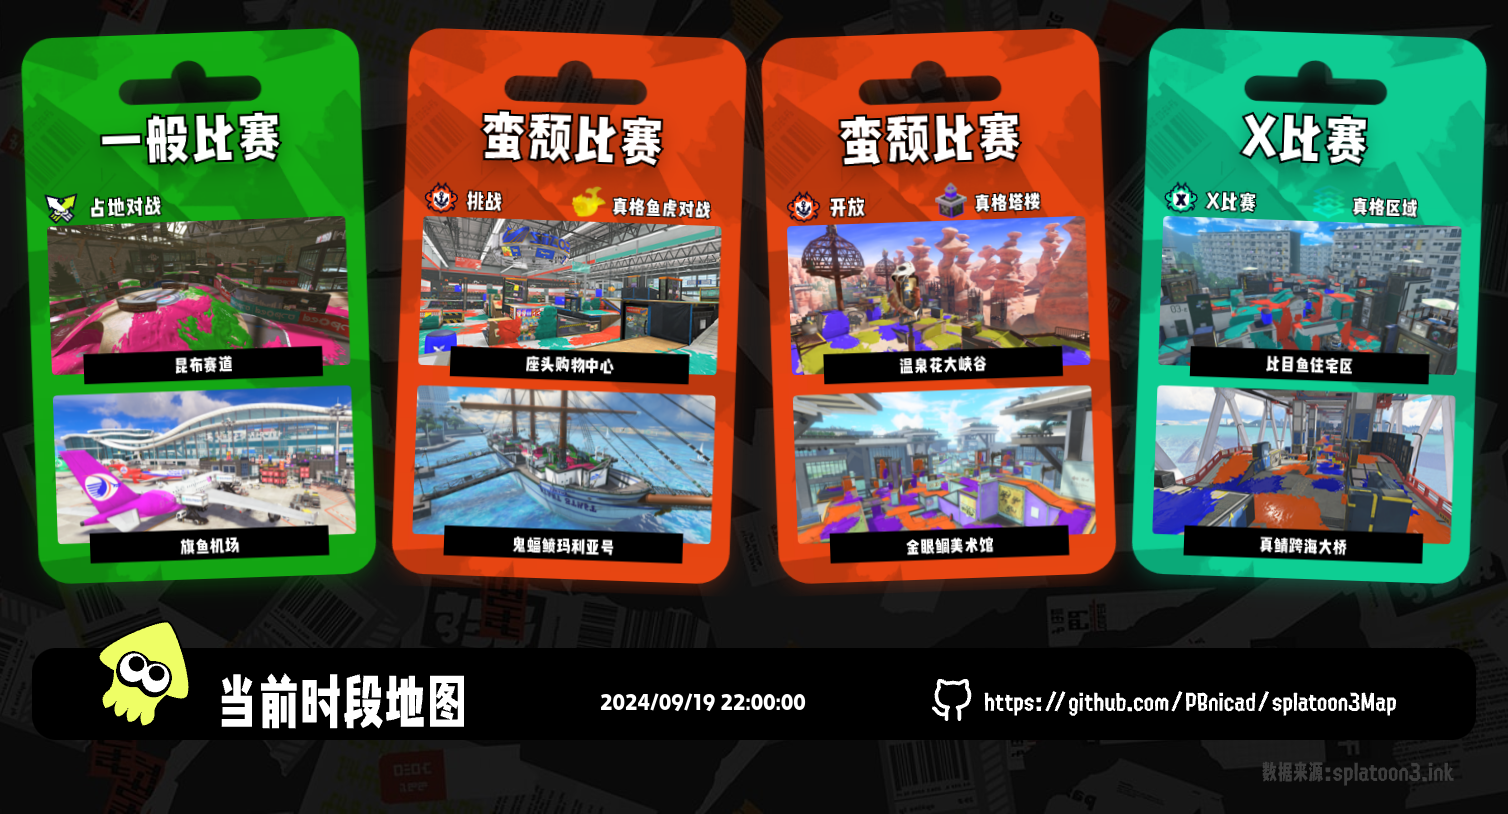 一般比赛
占地对战
昆布赛道
旗鱼机场
蛮颓比赛
挑战
真格鱼虎对战
座头购物中心
鬼蝠鲼玛利亚号
蛮颓比赛
开放
真格塔楼
温泉花大峡谷
金眼鲷美术馆
X比赛
X比赛
真格区域
比目鱼住宅区
真鲭跨海大桥
当前时段地图
2024/09/19 22:00:00
https://github.com/PBnicad/splatoon3Map
数据来源:splatoon3.ink